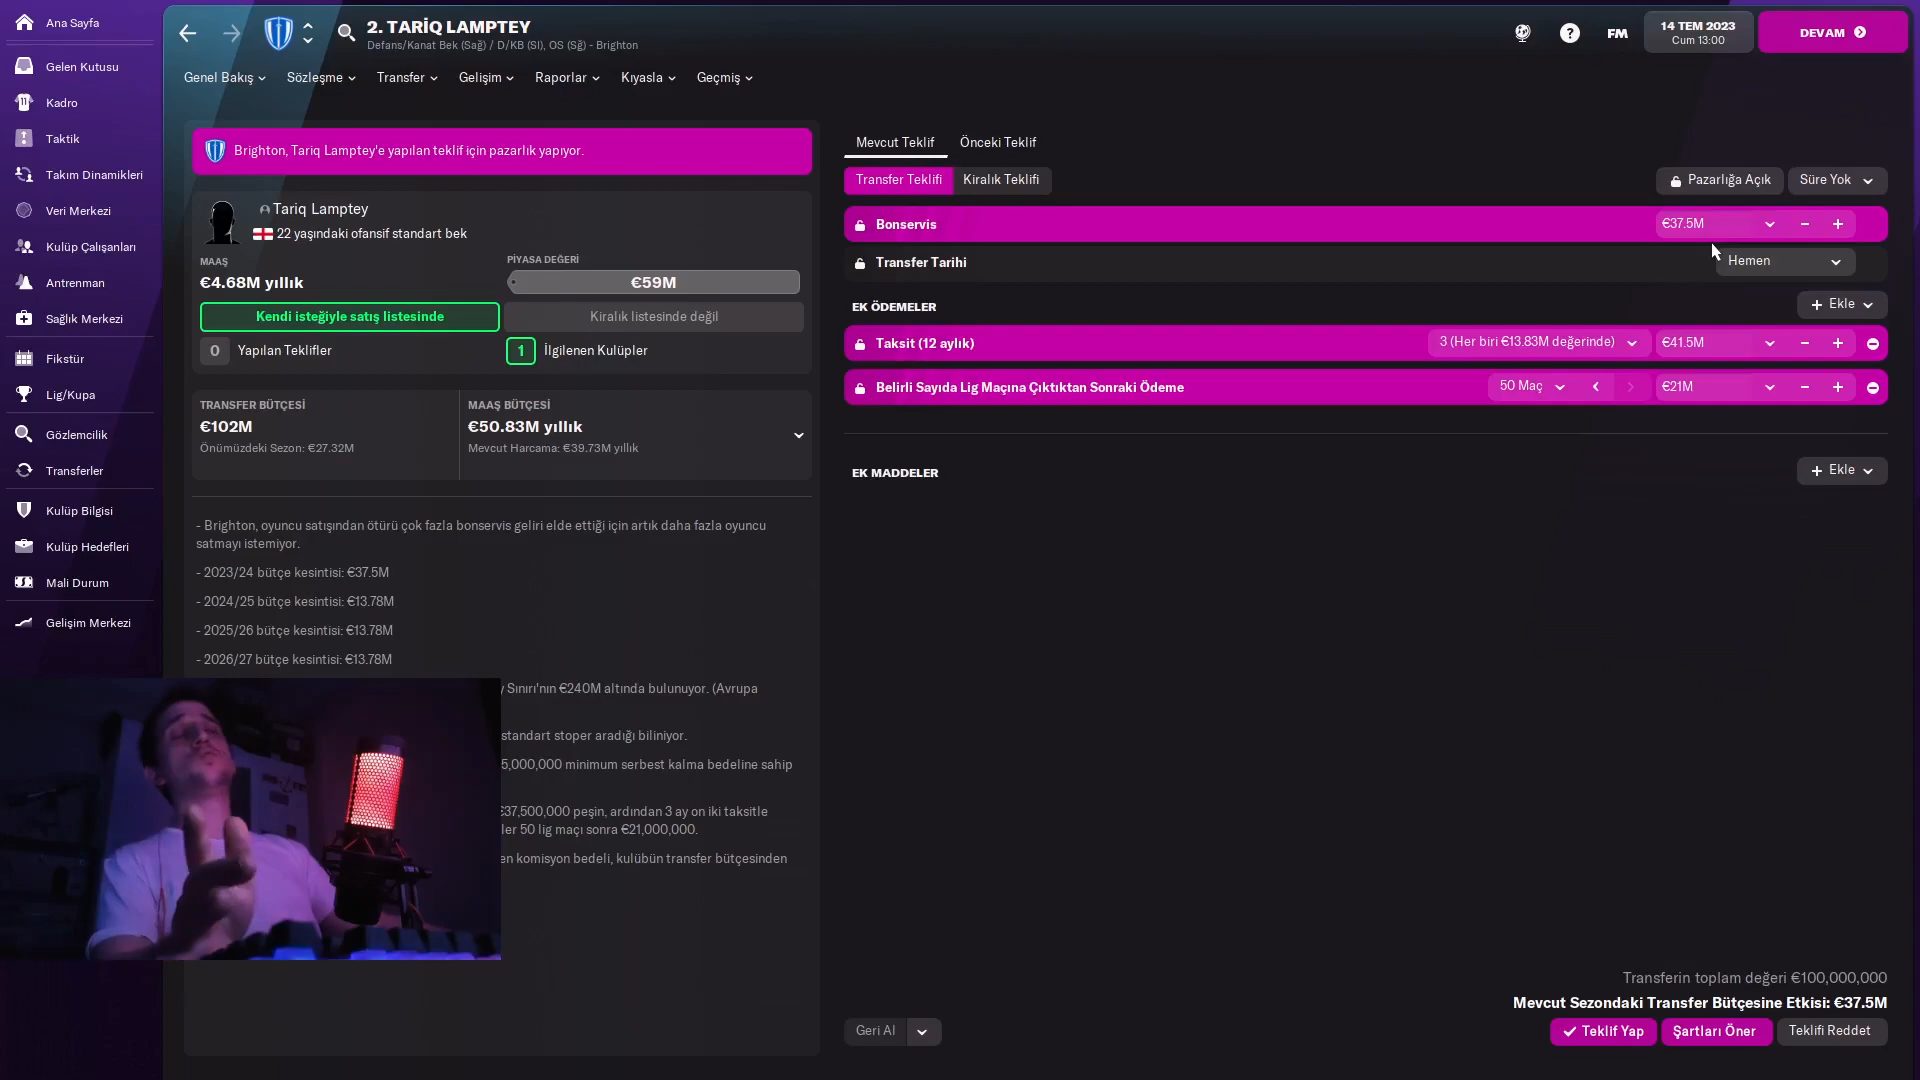 Ana Sayfa
Gelen Kutusu
Kadro
Taktik
Takım Dinamikleri
Veri Merkezi
Kulüp Çalışanları
Antrenman
Sağlık Merkezi
Fikstür
Lig/Kupa
Gözlemcilik
Transferler
Kulüp Bilgisi
Kulüp Hedefleri
Mali Durum
Gelişim Merkezi
2. TARİQ LAMPTEY
Defans/Kanat Bek (Sağ) / D/KB (Sl), OS (Sğ) - Brighton
FM
14 TEM 2023
Cum 13:00
DEVAM
Genel Bakış
Sözleşme
Transfer
Gelişim
Raporlar
Kıyasla
Geçmiş
Brighton, Tariq Lamptey'e yapılan teklif için pazarlık yapıyor.
Tariq Lamptey
22 yaşındaki ofansif standart bek
MAAŞ
€4.68M yıllık
PİYASA DEĞERİ
€59M
Kendi isteğiyle satış listesinde
Kiralık listesinde değil
0 Yapılan Teklifler
1 İlgilenen Kulüpler
TRANSFER BÜTÇESİ
€102M
Önümüzdeki Sezon: €27.32M
MAAŞ BÜTÇESİ
€50.83M yıllık
Mevcut Harcama: €39.73M yıllık
- Brighton, oyuncu satışından ötürü çok fazla bonservis geliri elde ettiği için artık daha fazla oyuncu
satmayı istemiyor.
- 2023/24 bütçe kesintisi: €37.5M
- 2024/25 bütçe kesintisi: €13.78M
- 2025/26 bütçe kesintisi: €13.78M
- 2026/27 bütçe kesintisi: €13.78M
Sınırı'nın €240M altında bulunuyor. (Avrupa
standart stoper aradığı biliniyor.
5,000,000 minimum serbest kalma bedeline sahip
€37,500,000 peşin, ardından 3 ay on iki taksitle
ler 50 lig maçı sonra €21,000,000.
en komisyon bedeli, kulübün transfer bütçesinden
Mevcut Teklif
Önceki Teklif
Transfer Teklifi
Kiralık Teklifi
Pazarlığa Açık
Süre Yok
Bonservis
€37.5M
Transfer Tarihi
Hemen
EK ÖDEMELER
Ekle
Taksit (12 aylık)
3 (Her biri €13.83M değerinde)
€41.5M
Belirli Sayıda Lig Maçına Çıktıktan Sonraki Ödeme
50 Maç
€21M
EK MADDELER
Ekle
Transferin toplam değeri €100,000,000
Mevcut Sezondaki Transfer Bütçesine Etkisi: €37.5M
Geri Al
Teklif Yap
Şartları Öner
Teklifi Reddet